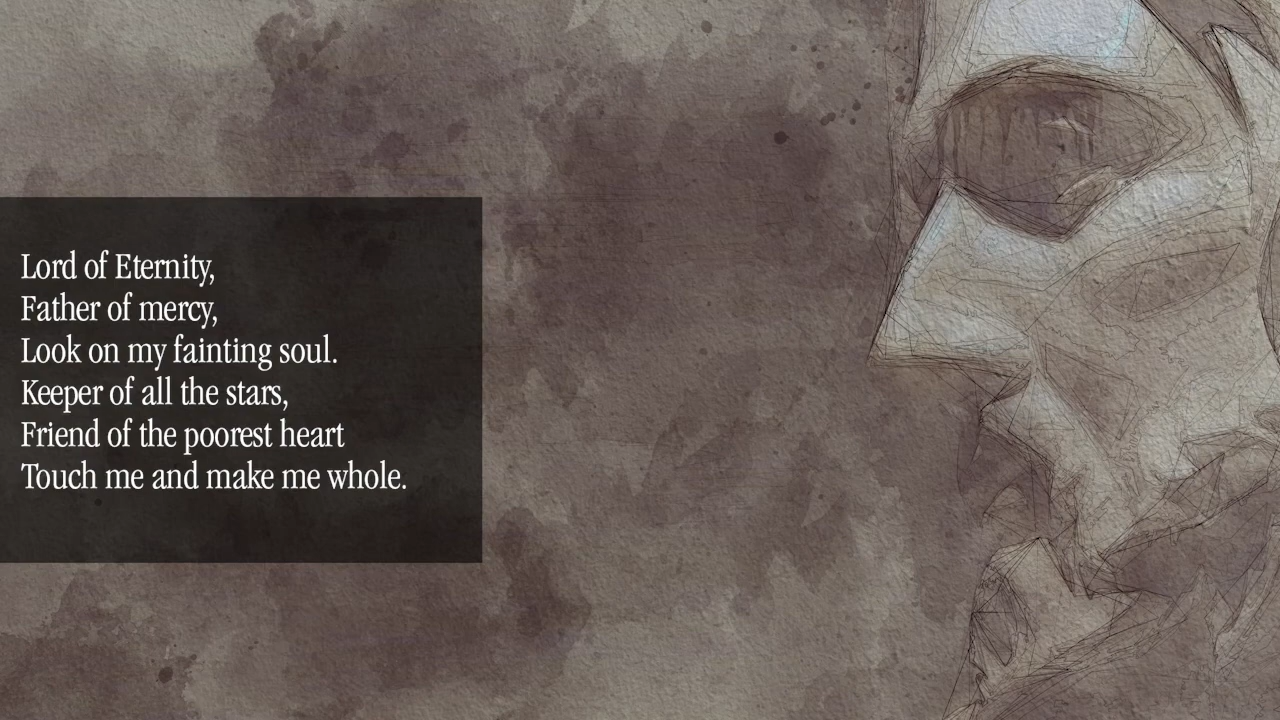 Lord of Eternity,
Father of mercy,
Look on my fainting soul.
Keeper of all the stars,
Friend of the poorest heart
Touch me and make me whole.